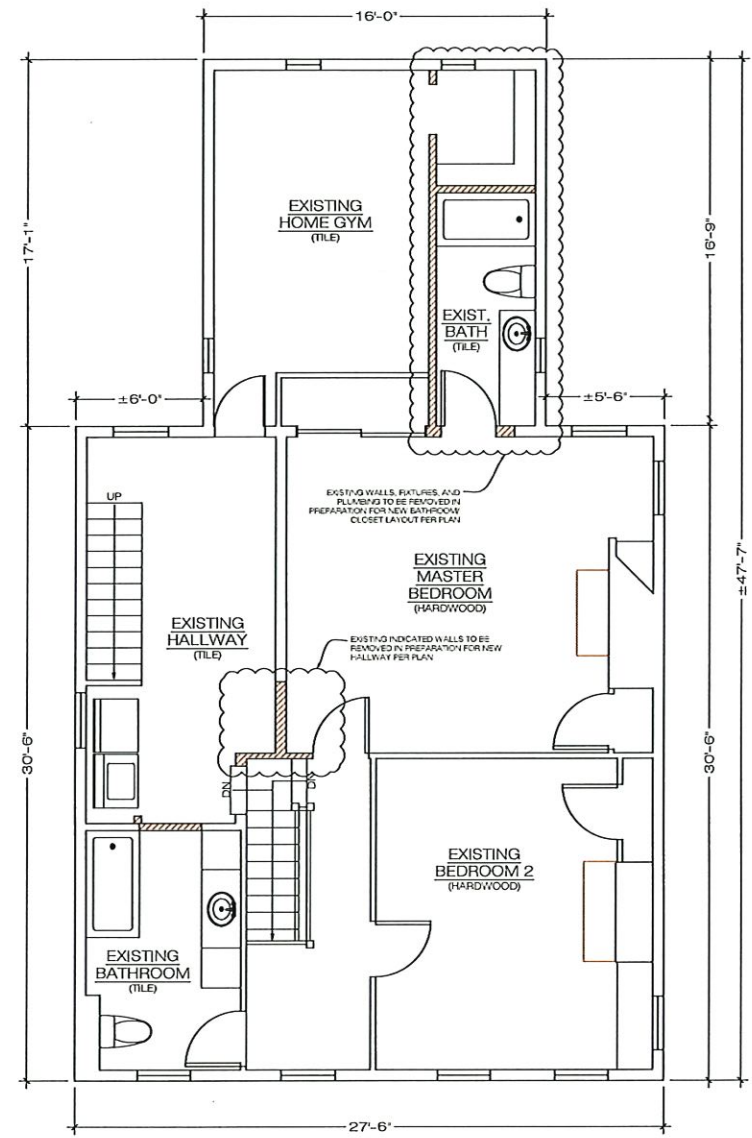 16'-0"
17'-1"
16'-9"
EXISTING
HOME GYM
(TILE)
EXIST.
BATH
(TILE)
±6'-0"
±5'-6"
UP
EXISTING WALLS, FIXTURES, AND
PLUMBING TO BE REMOVED IN
PREPARATION FOR NEW BATHROOM/
CLOSET LAYOUT PER PLAN
EXISTING
MASTER
BEDROOM
(HARDWOOD)
±47'-7"
EXISTING
HALLWAY
(TILE)
EXISTING INDICATED WALLS TO BE
REMOVED IN PREPARATION FOR NEW
HALLWAY PER PLAN
30'-6"
30'-6"
DN
DN
EXISTING
BEDROOM 2
(HARDWOOD)
EXISTING
BATHROOM
(TILE)
27'-6"